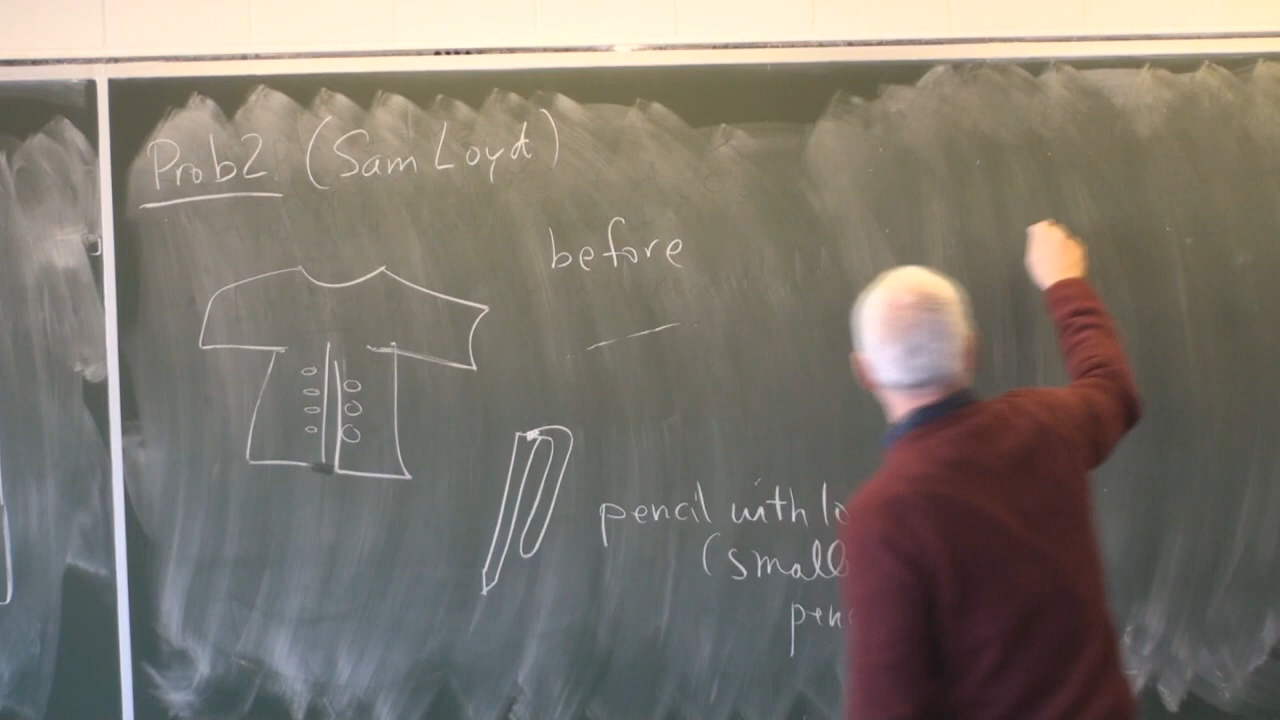 Prob2 (Sam Loyd)
before
pencil with lo
(small
pen